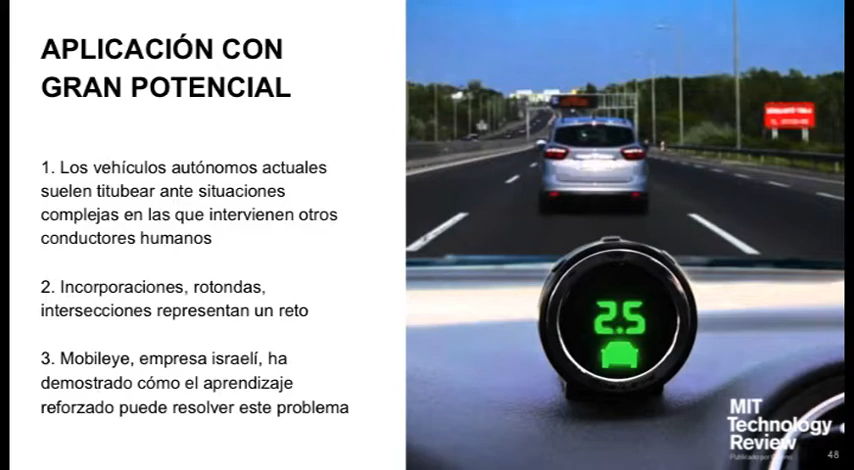 APLICACIÓN CON
GRAN POTENCIAL
1. Los vehículos autónomos actuales
suelen titubear ante situaciones
complejas en las que intervienen otros
conductores humanos
2. Incorporaciones, rotondas,
intersecciones representan un reto
3. Mobileye, empresa israelí, ha
demostrado cómo el aprendizaje
reforzado puede resolver este problema
2.5
MIT
Technology
Review
Publicado por
48